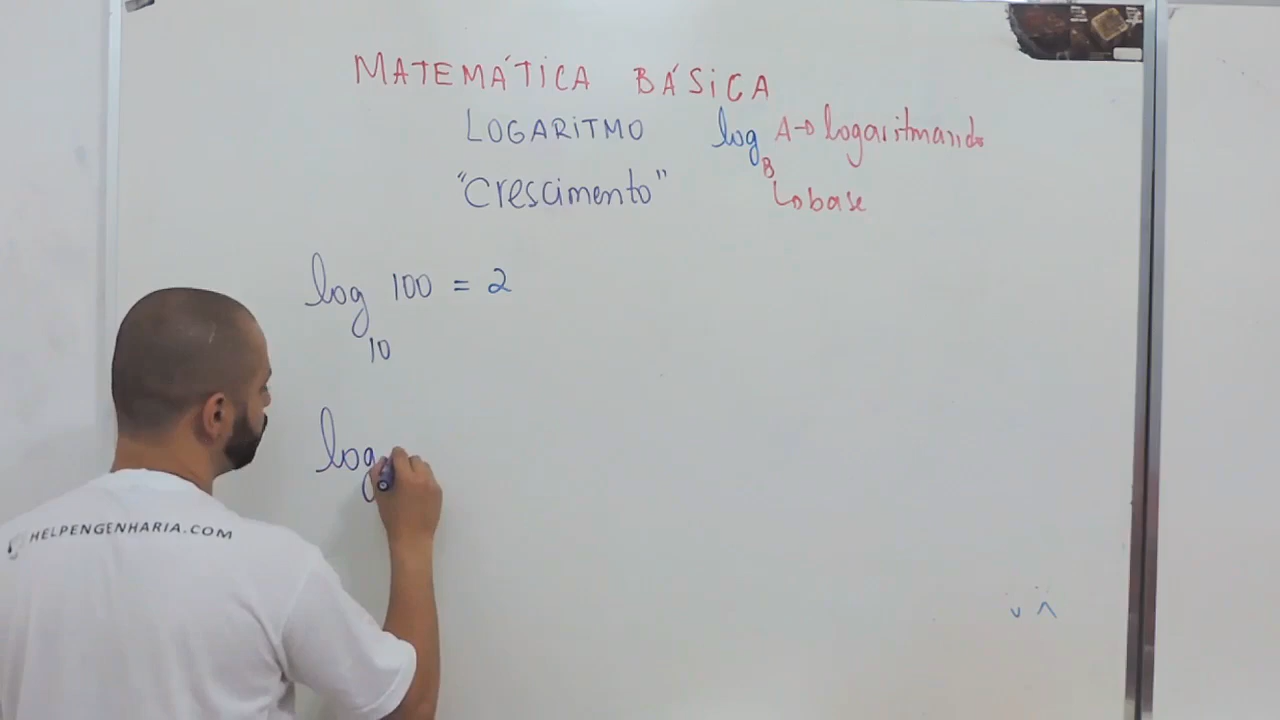 MATEMÁTICA BÁSICA
LOGARITMO
"Crescimento"
log A → logaritmando
B
↳ base
log 100 = 2
10
log
HELPENGENHARIA.COM